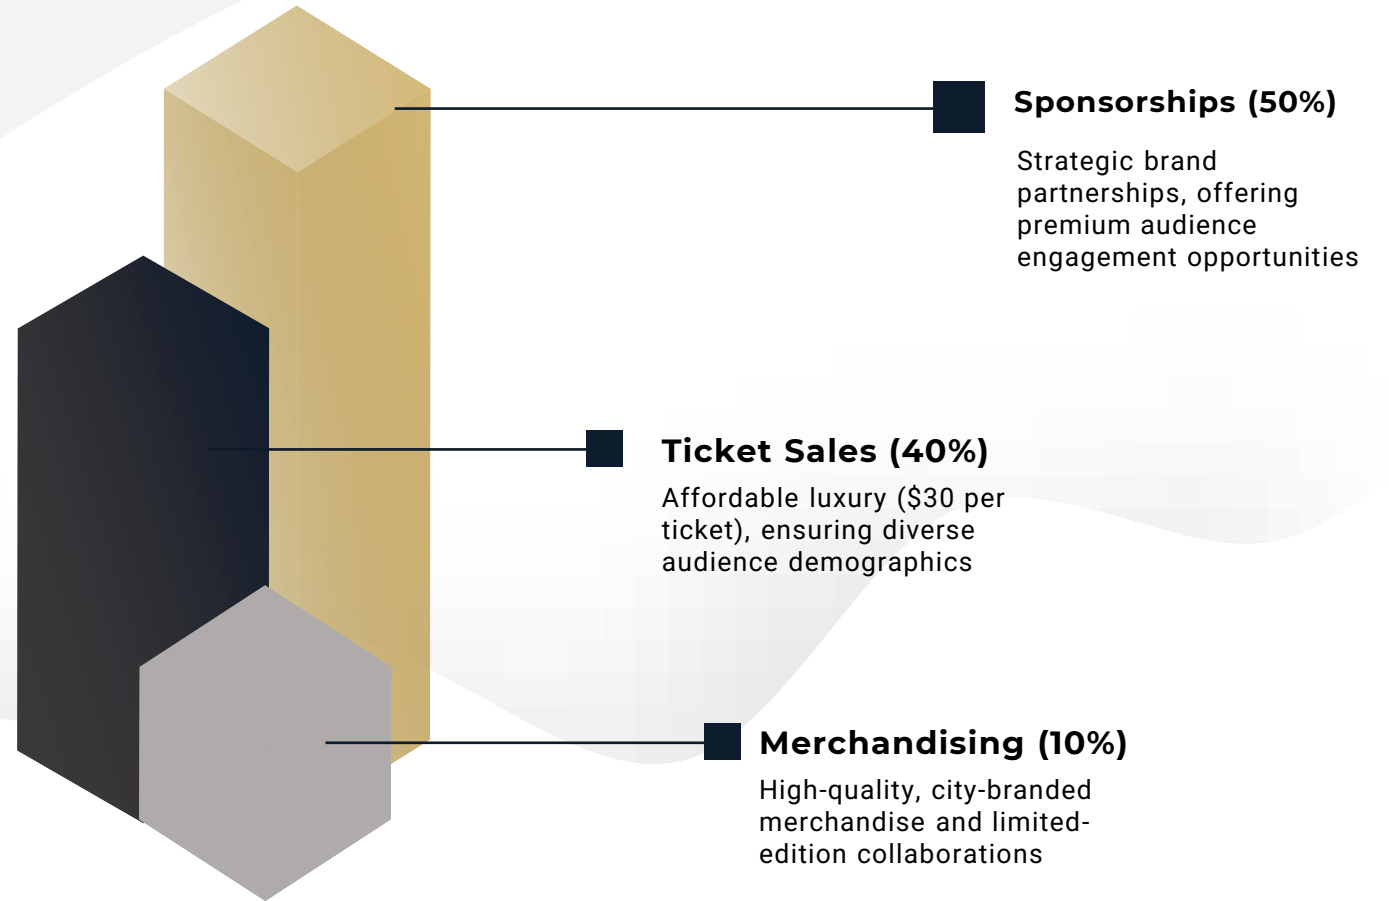 Sponsorships (50%)
Strategic brand
partnerships, offering
premium audience
engagement opportunities
Ticket Sales (40%)
Affordable luxury ($30 per
ticket), ensuring diverse
audience demographics
Merchandising (10%)
High-quality, city-branded
merchandise and limited-
edition collaborations